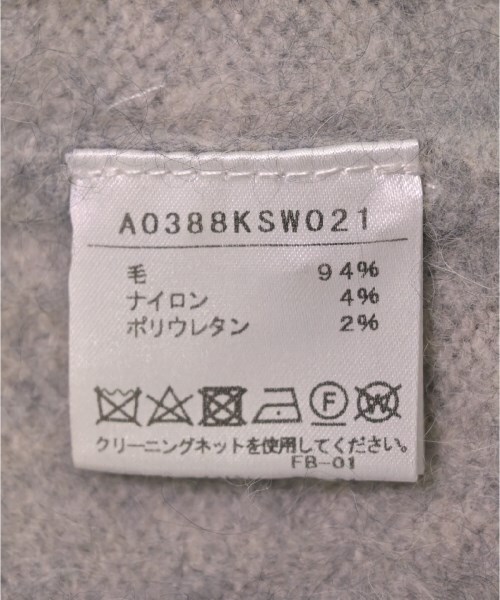 A0388KSW021
毛 94%
ナイロン 4%
ポリウレタン 2%
F W
クリーニングネットを使用してください。
FB-01